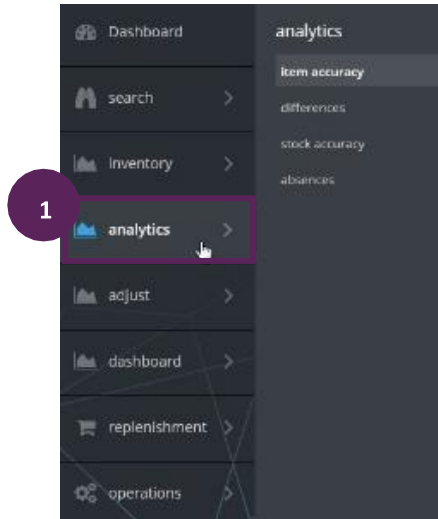 Dashboard
search
Inventory
1
analytics
adjust
dashboard
replenishment
operations
analytics
item accuracy
differences
stock accuracy
absences